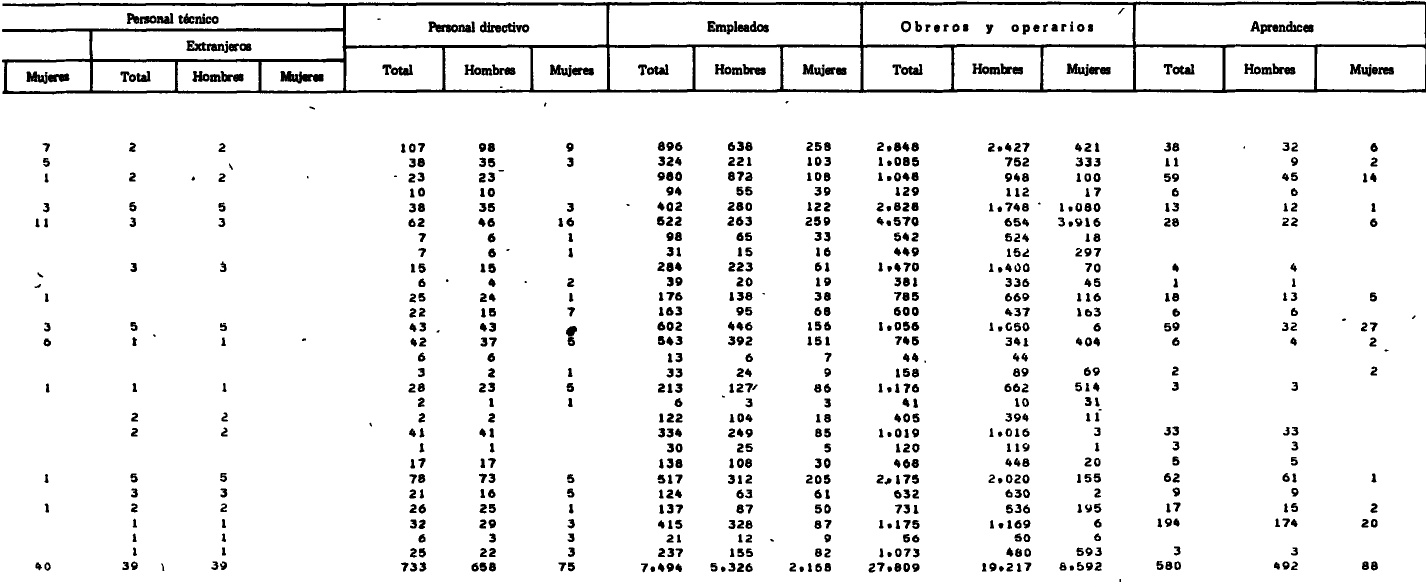 Personal técnico Personal directivo Empleados Obreros y operarios Aprendices
Extranjeros
Mujeres Total Hombres Mujeres Total Hombres Mujeres Total Hombres Mujeres Total Hombres Mujeres Total Hombres Mujeres
7 2 2 107 98 9 896 638 258 2.848 2.427 421 38 32 6
5 38 35 3 324 221 103 1.085 752 333 11 9 2
1 2 2 23 23 980 872 108 1.048 948 100 59 45 14
10 10 94 55 39 129 112 17 6 6
3 5 5 38 35 3 402 280 122 2.828 1.748 1.080 13 12 1
11 3 3 62 46 16 522 263 259 4.570 654 3.916 28 22 6
7 6 1 98 65 33 542 524 18
7 6 1 31 15 16 449 152 297
3 3 15 15 284 223 61 1.470 1.400 70 4 4
6 4 2 39 20 19 381 336 45 1 1
1 25 24 1 176 138 38 785 669 116 18 13 5
22 15 7 163 95 68 600 437 163 6 6
3 5 5 43 43 602 446 156 1.056 1.050 6 59 32 27
6 1 1 42 37 5 543 392 151 745 341 404 6 4 2
6 6 13 6 7 44 44
3 2 1 33 24 9 158 89 69 2 2
1 1 1 28 23 5 213 127 86 1.176 662 514 3 3
2 1 1 6 3 3 41 10 31
2 2 2 2 122 104 18 405 394 11
2 2 41 41 334 249 85 1.019 1.016 3 33 33
1 1 30 25 5 120 119 1 3 3
17 17 138 108 30 468 448 20 5 5
1 5 5 78 73 5 517 312 205 2.175 2.020 155 62 61 1
3 3 21 16 5 124 63 61 632 630 2 9 9
1 2 2 26 25 1 137 87 50 731 536 195 17 15 2
1 1 32 29 3 415 328 87 1.175 1.169 6 194 174 20
1 1 6 3 3 21 12 9 56 50 6
1 1 25 22 3 237 155 82 1.073 480 593 3 3
40 39 39 733 658 75 7.494 5.326 2.168 27.809 19.217 8.592 580 492 88